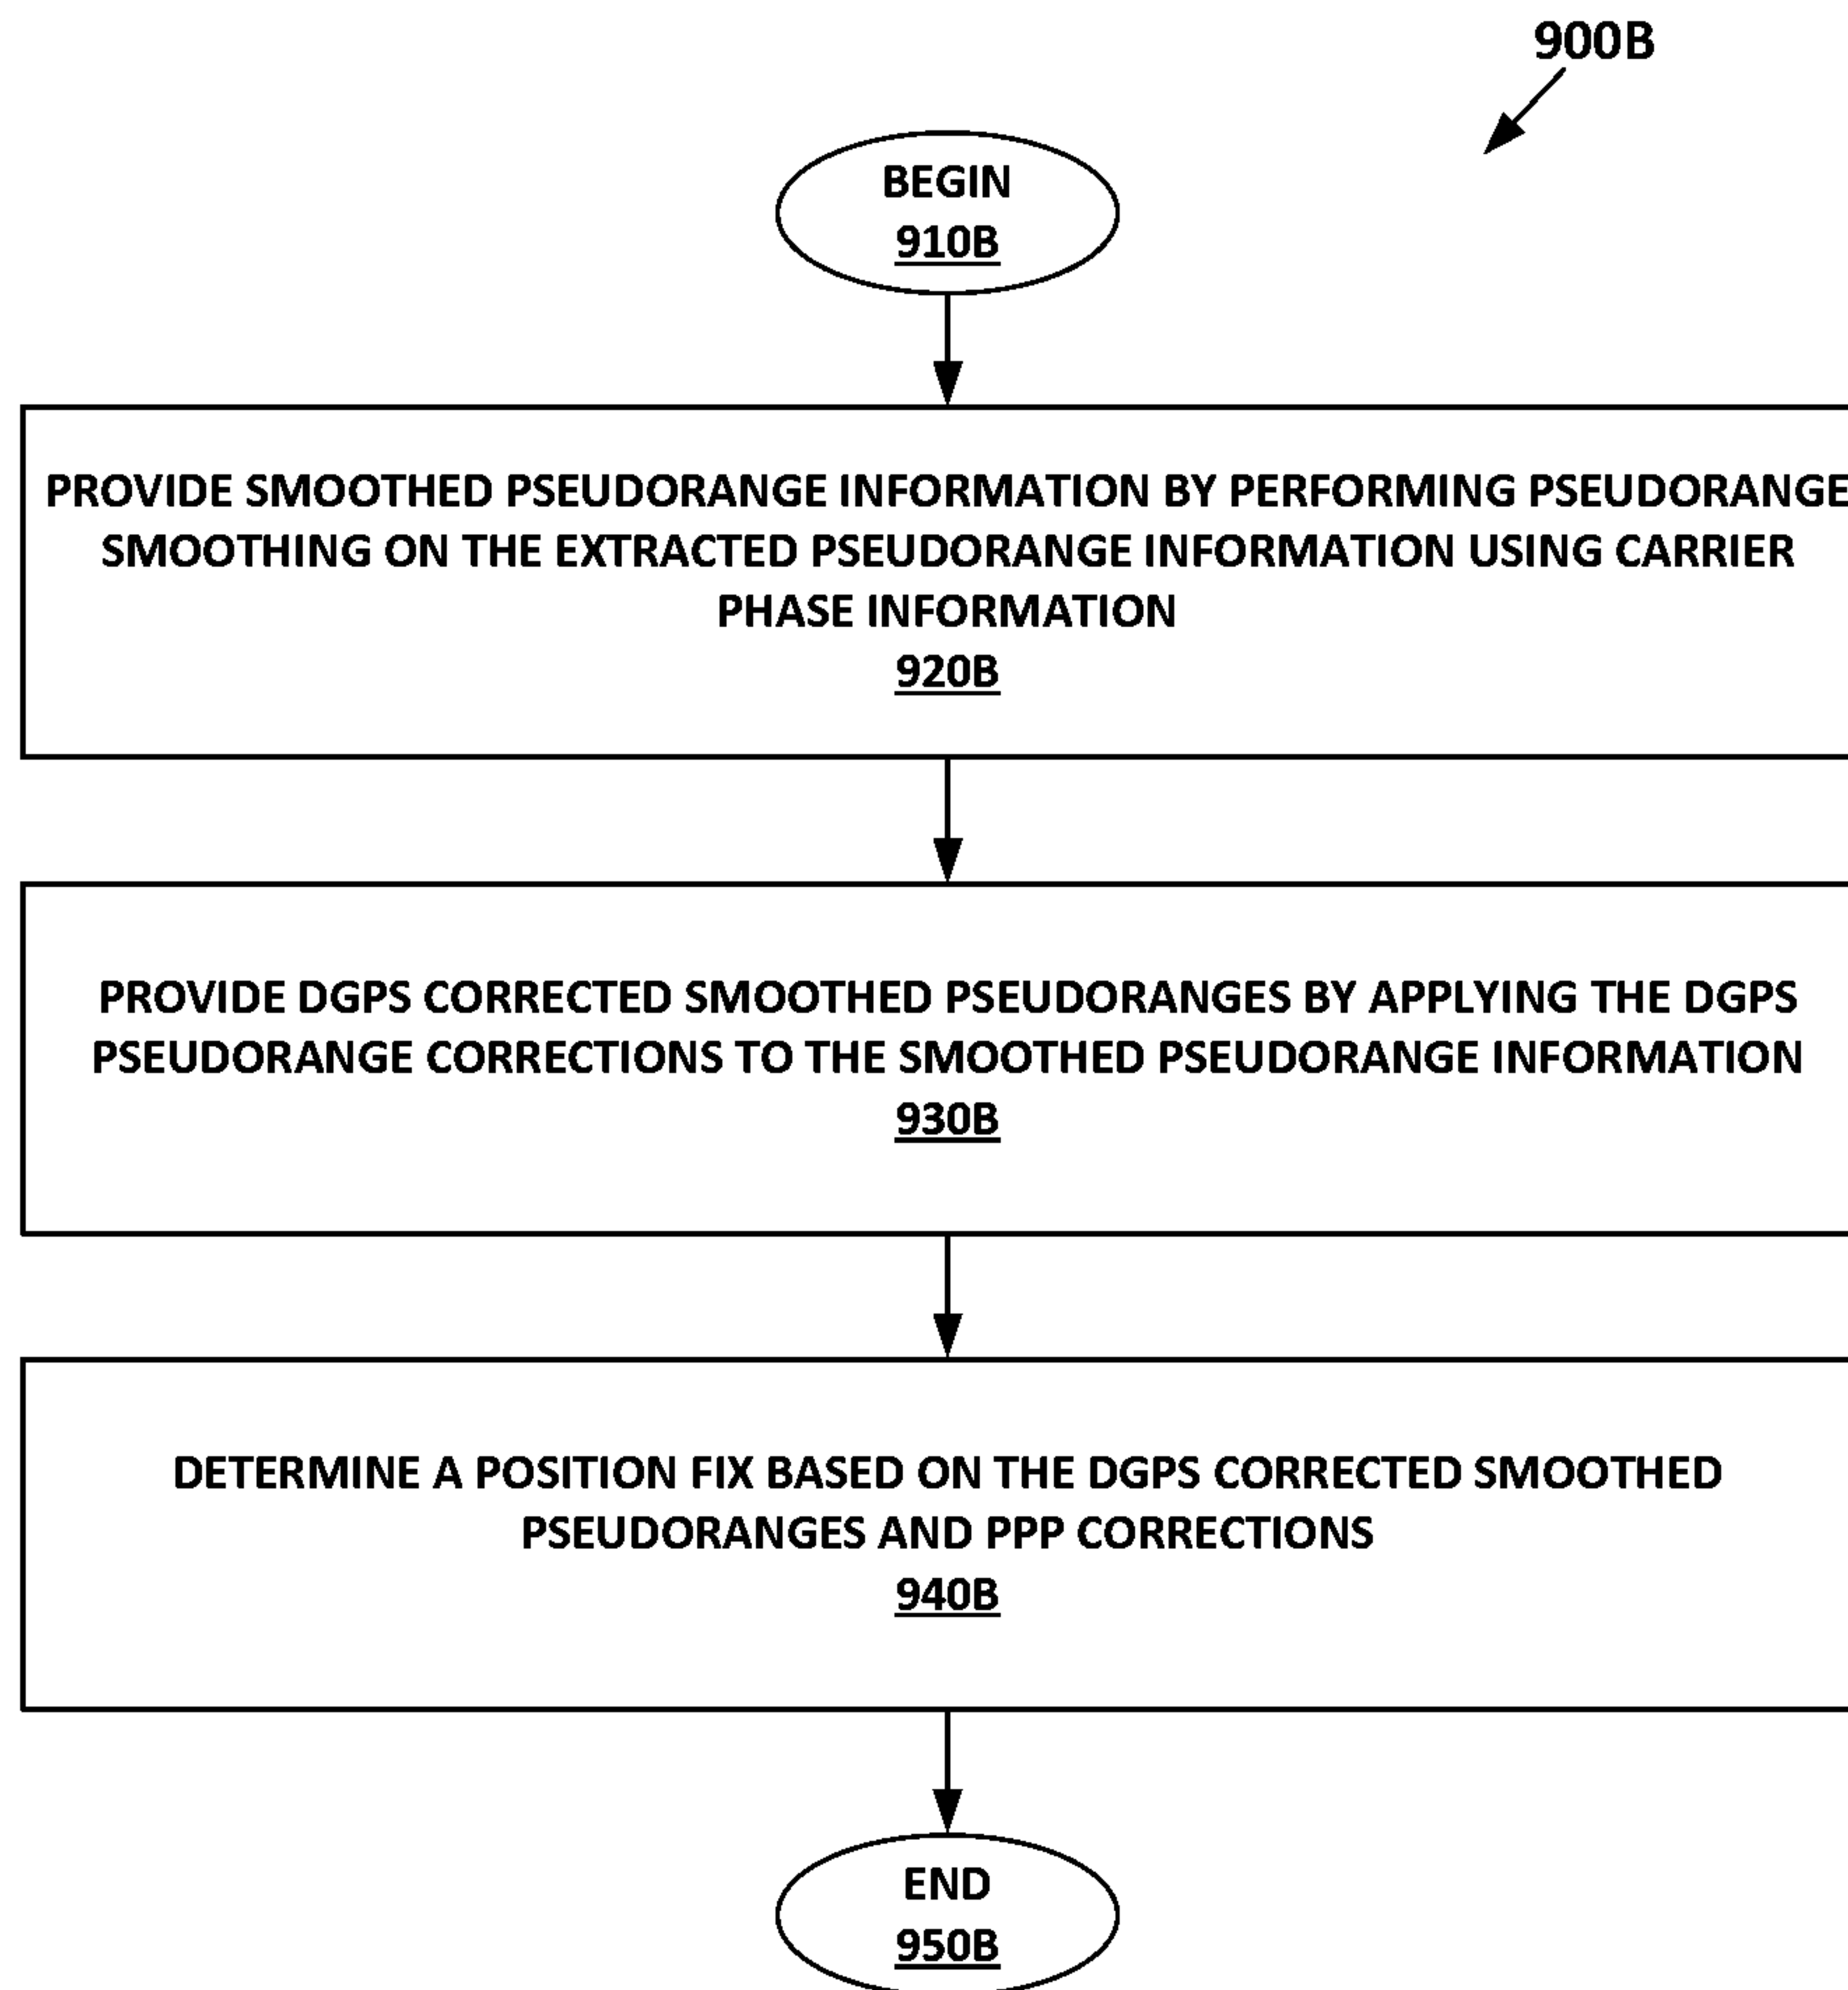 900B
BEGIN
910B
PROVIDE SMOOTHED PSEUDORANGE INFORMATION BY PERFORMING PSEUDORANGE
SMOOTHING ON THE EXTRACTED PSEUDORANGE INFORMATION USING CARRIER
PHASE INFORMATION
920B
PROVIDE DGPS CORRECTED SMOOTHED PSEUDORANGES BY APPLYING THE DGPS
PSEUDORANGE CORRECTIONS TO THE SMOOTHED PSEUDORANGE INFORMATION
930B
DETERMINE A POSITION FIX BASED ON THE DGPS CORRECTED SMOOTHED
PSEUDORANGES AND PPP CORRECTIONS
940B
END
950B